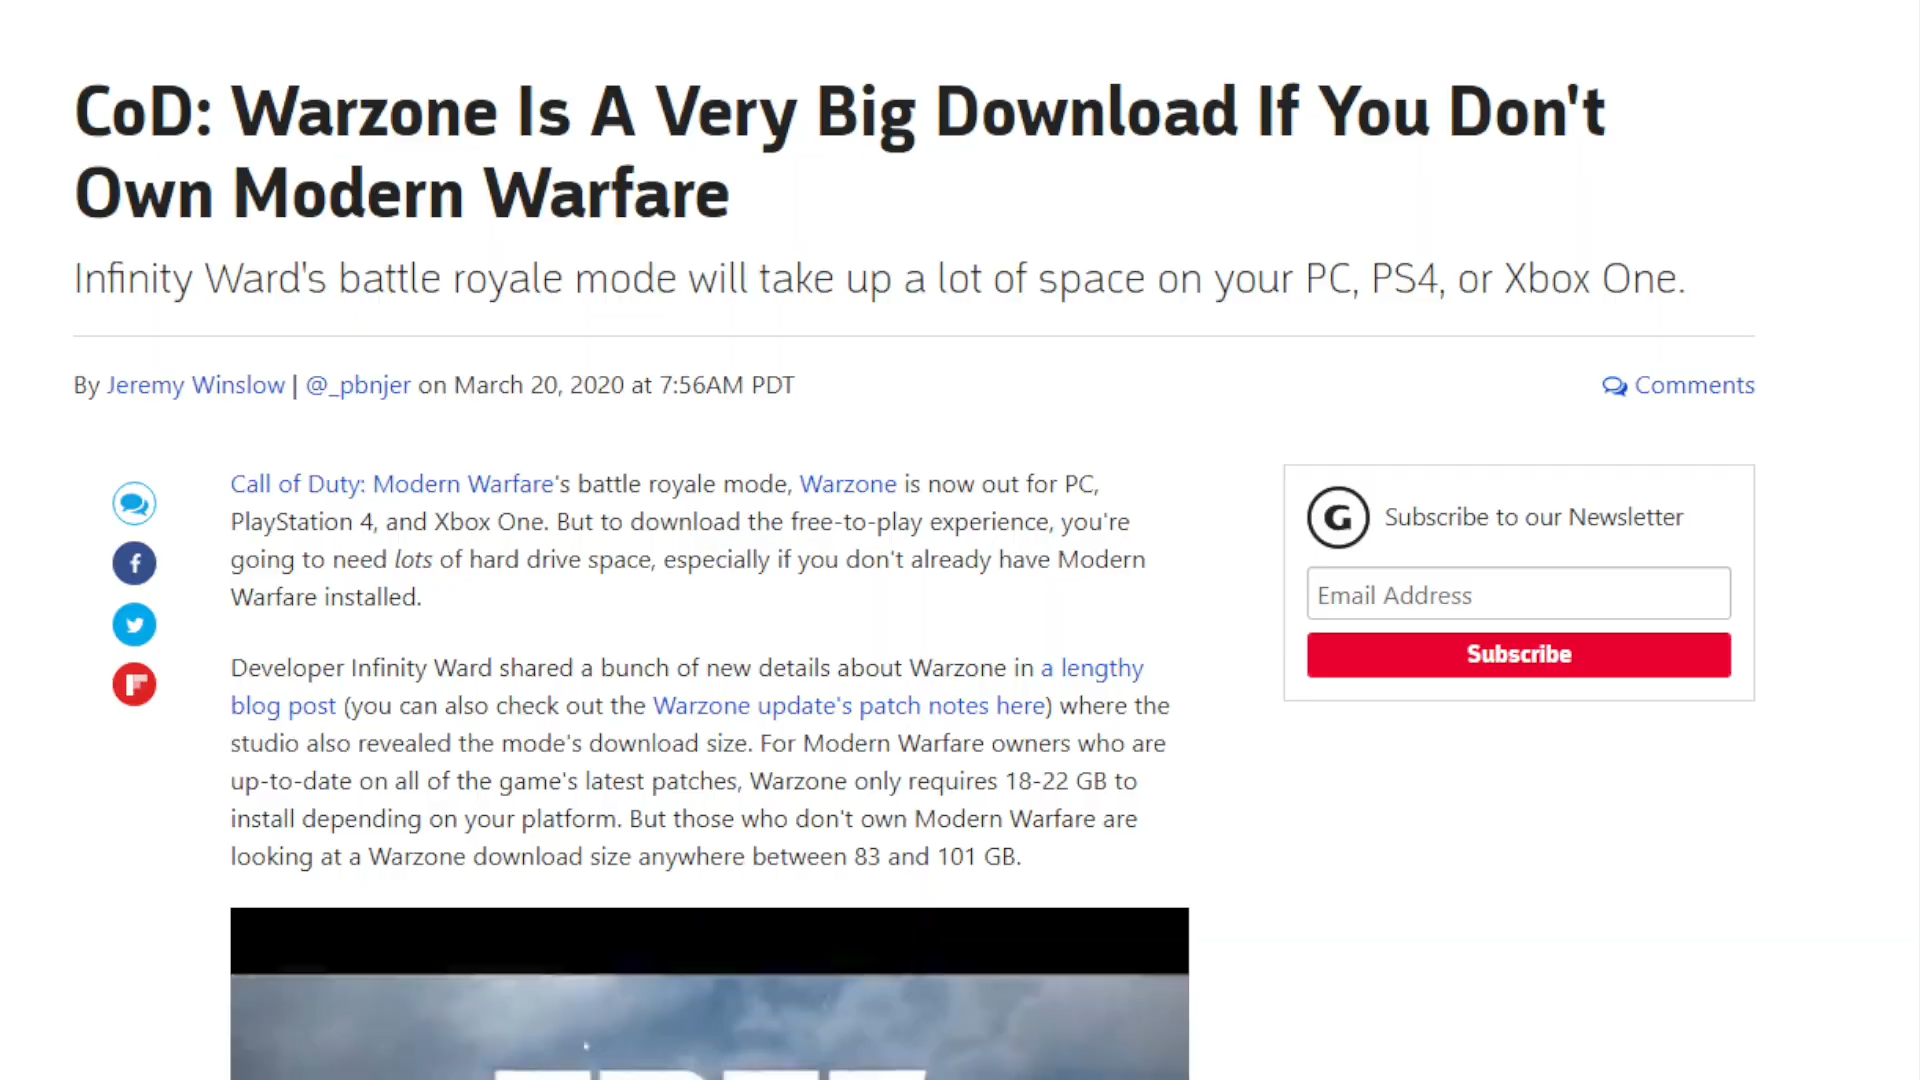 CoD: Warzone Is A Very Big Download If You Don't
Own Modern Warfare
Infinity Ward's battle royale mode will take up a lot of space on your PC, PS4, or Xbox One.
By Jeremy Winslow | @_pbnjer on March 20, 2020 at 7:56AM PDT
Comments
Call of Duty: Modern Warfare's battle royale mode, Warzone is now out for PC,
PlayStation 4, and Xbox One. But to download the free-to-play experience, you're
going to need lots of hard drive space, especially if you don't already have Modern
Warfare installed.
Developer Infinity Ward shared a bunch of new details about Warzone in a lengthy
blog post (you can also check out the Warzone update's patch notes here) where the
studio also revealed the mode's download size. For Modern Warfare owners who are
up-to-date on all of the game's latest patches, Warzone only requires 18-22 GB to
install depending on your platform. But those who don't own Modern Warfare are
looking at a Warzone download size anywhere between 83 and 101 GB.
G Subscribe to our Newsletter
Email Address
Subscribe